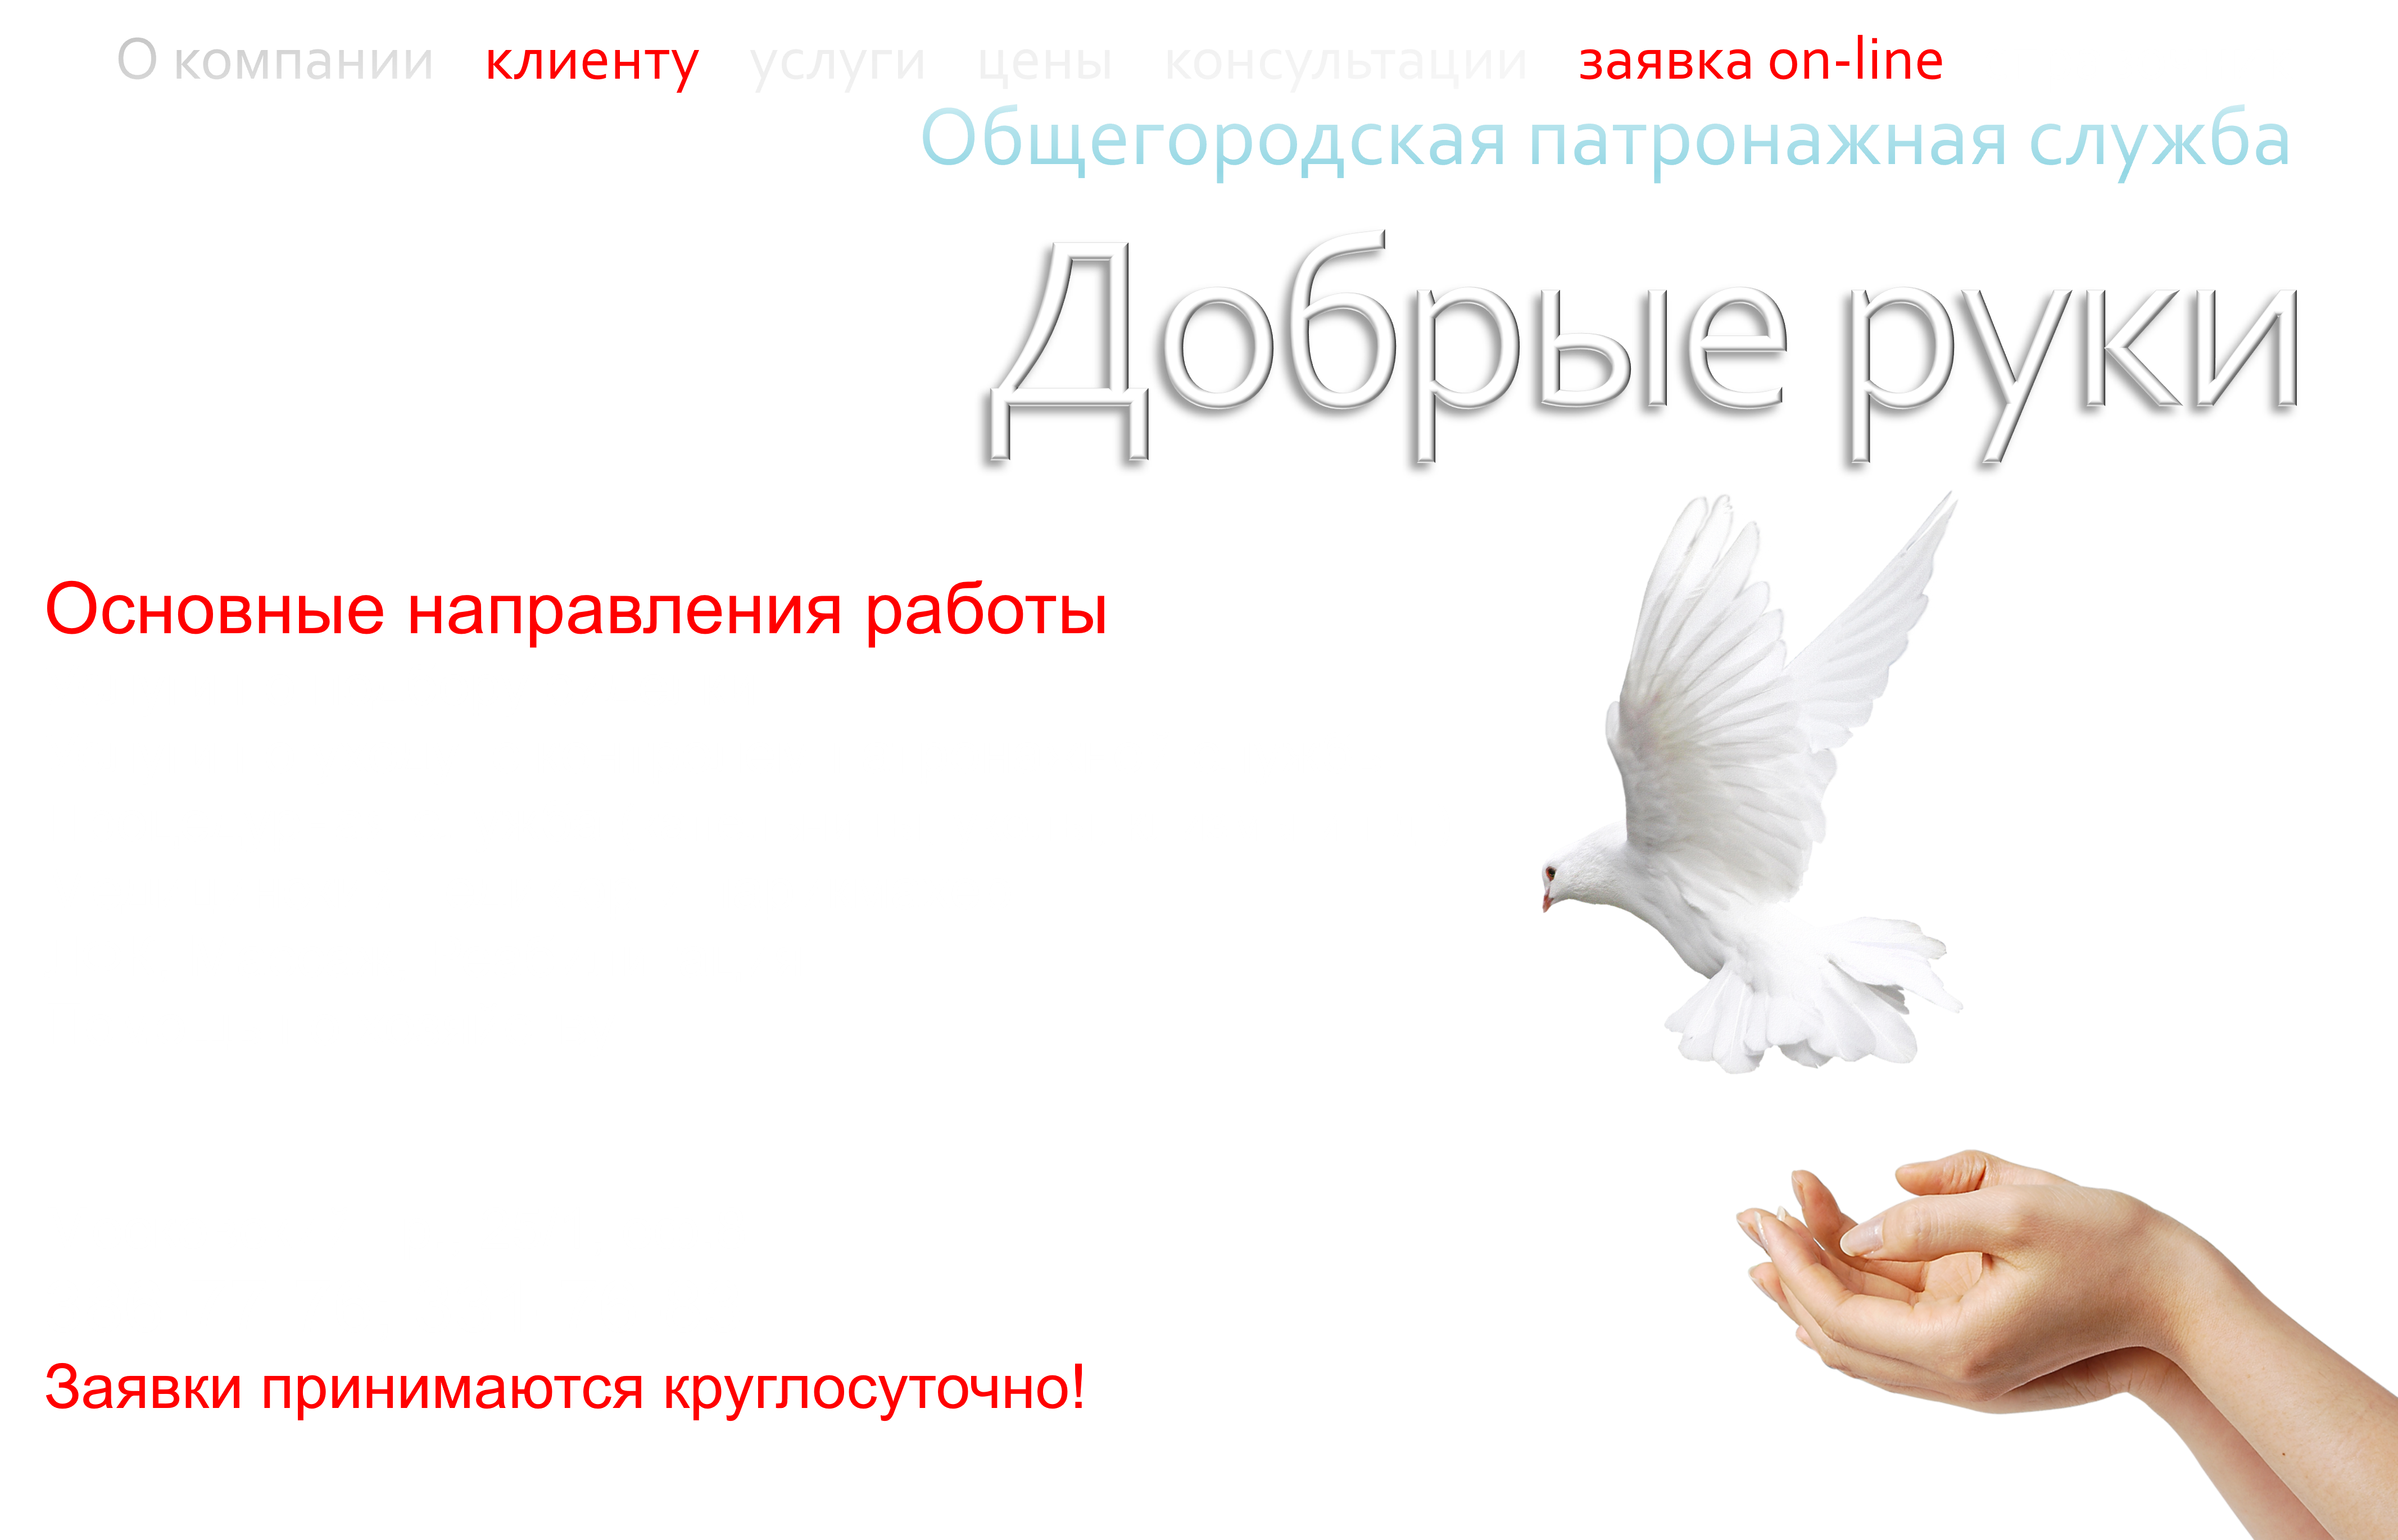 О компании клиенту услуги цены консультации заявка on-line
Общегородская патронажная служба
Добрые руки
Основные направления работы
Заявки принимаются круглосуточно!